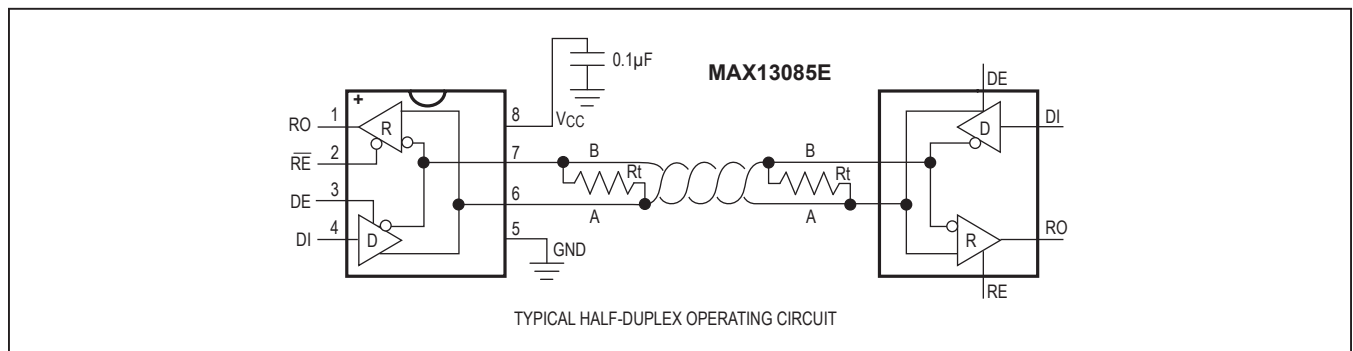 MAX13085E
0.1µF
+
RO 1
R
2
RE
DE 3
DI 4
D
8
VCC
7
B
Rt
6
A
5
GND
DE
D
DI
B
Rt
A
R
RO
RE
TYPICAL HALF-DUPLEX OPERATING CIRCUIT